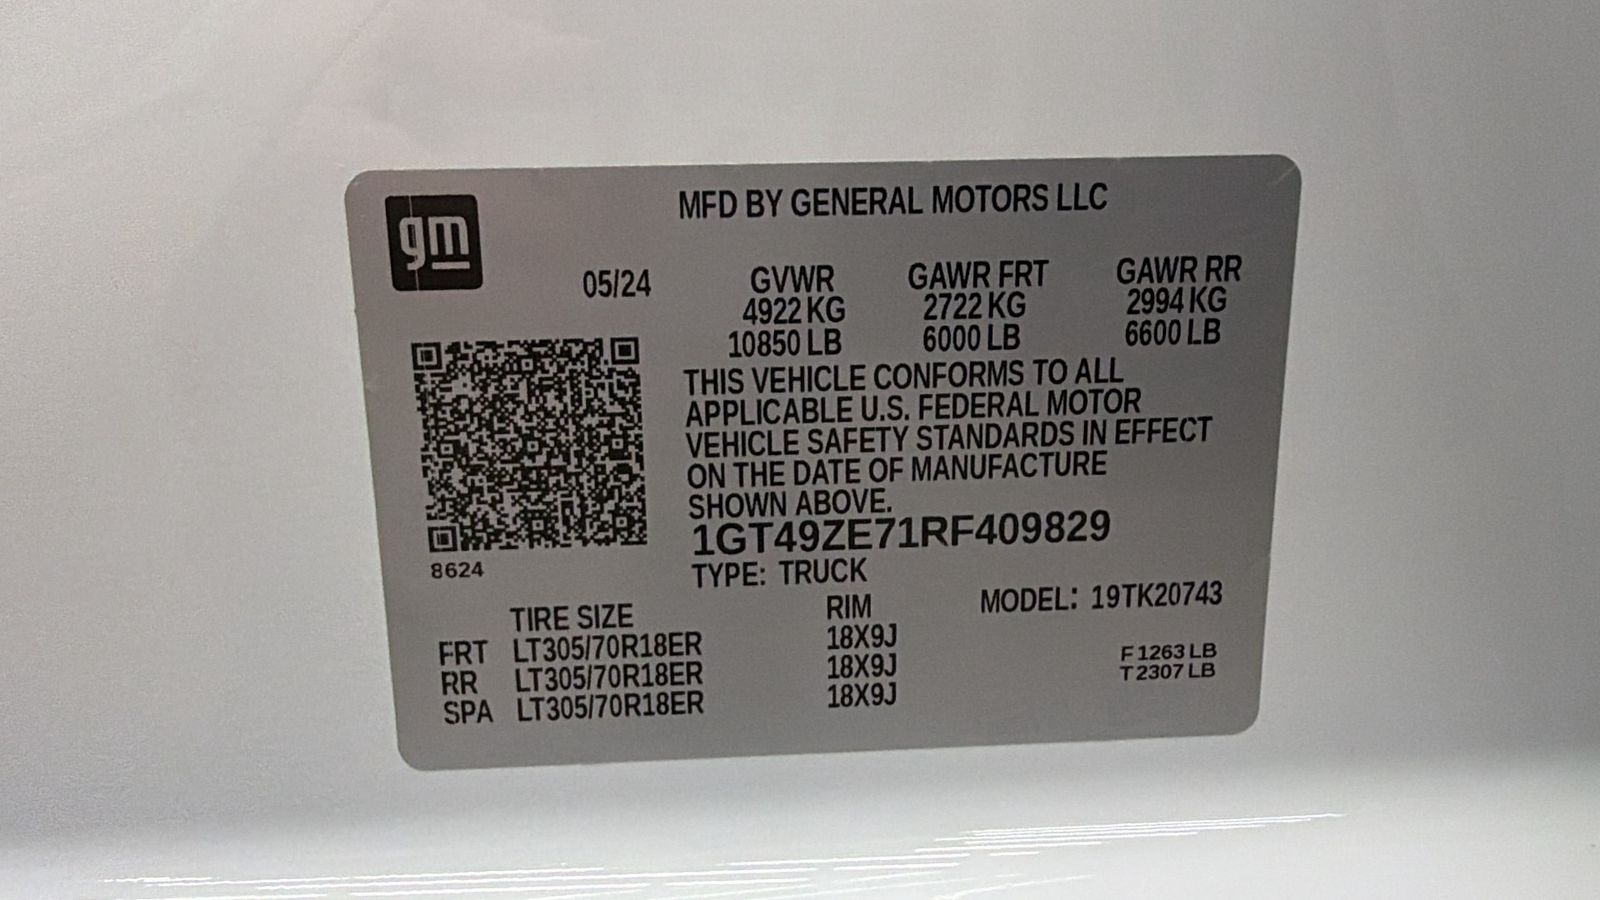 gm
MFD BY GENERAL MOTORS LLC
05/24
GVWR GAWR FRT GAWR RR
4922 KG 2722 KG 2994 KG
10850 LB 6000 LB 6600 LB
THIS VEHICLE CONFORMS TO ALL
APPLICABLE U.S. FEDERAL MOTOR
VEHICLE SAFETY STANDARDS IN EFFECT
ON THE DATE OF MANUFACTURE
SHOWN ABOVE.
1GT49ZE71RF409829
8624
TYPE: TRUCK
MODEL: 19TK20743
TIRE SIZE RIM
FRT LT305/70R18ER 18X9J
RR LT305/70R18ER 18X9J
SPA LT305/70R18ER 18X9J
F 1263 LB
T 2307 LB